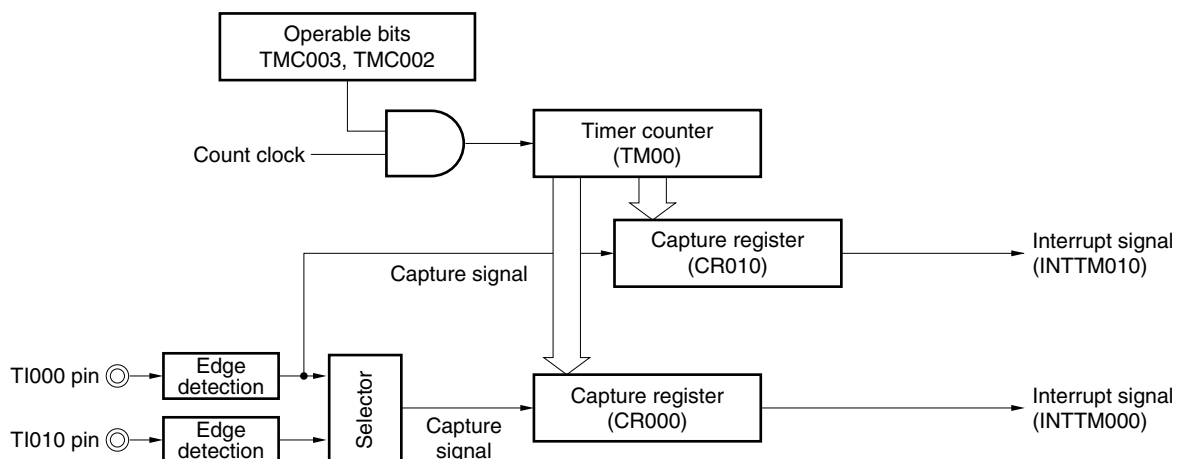 Operable bits
TMC003, TMC002
Count clock
Timer counter
(TM00)
Capture register
(CR010)
Interrupt signal
(INTTM010)
Capture signal
TI000 pin
Edge
detection
Selector
Capture register
(CR000)
Interrupt signal
(INTTM000)
TI010 pin
Edge
detection
Capture
signal